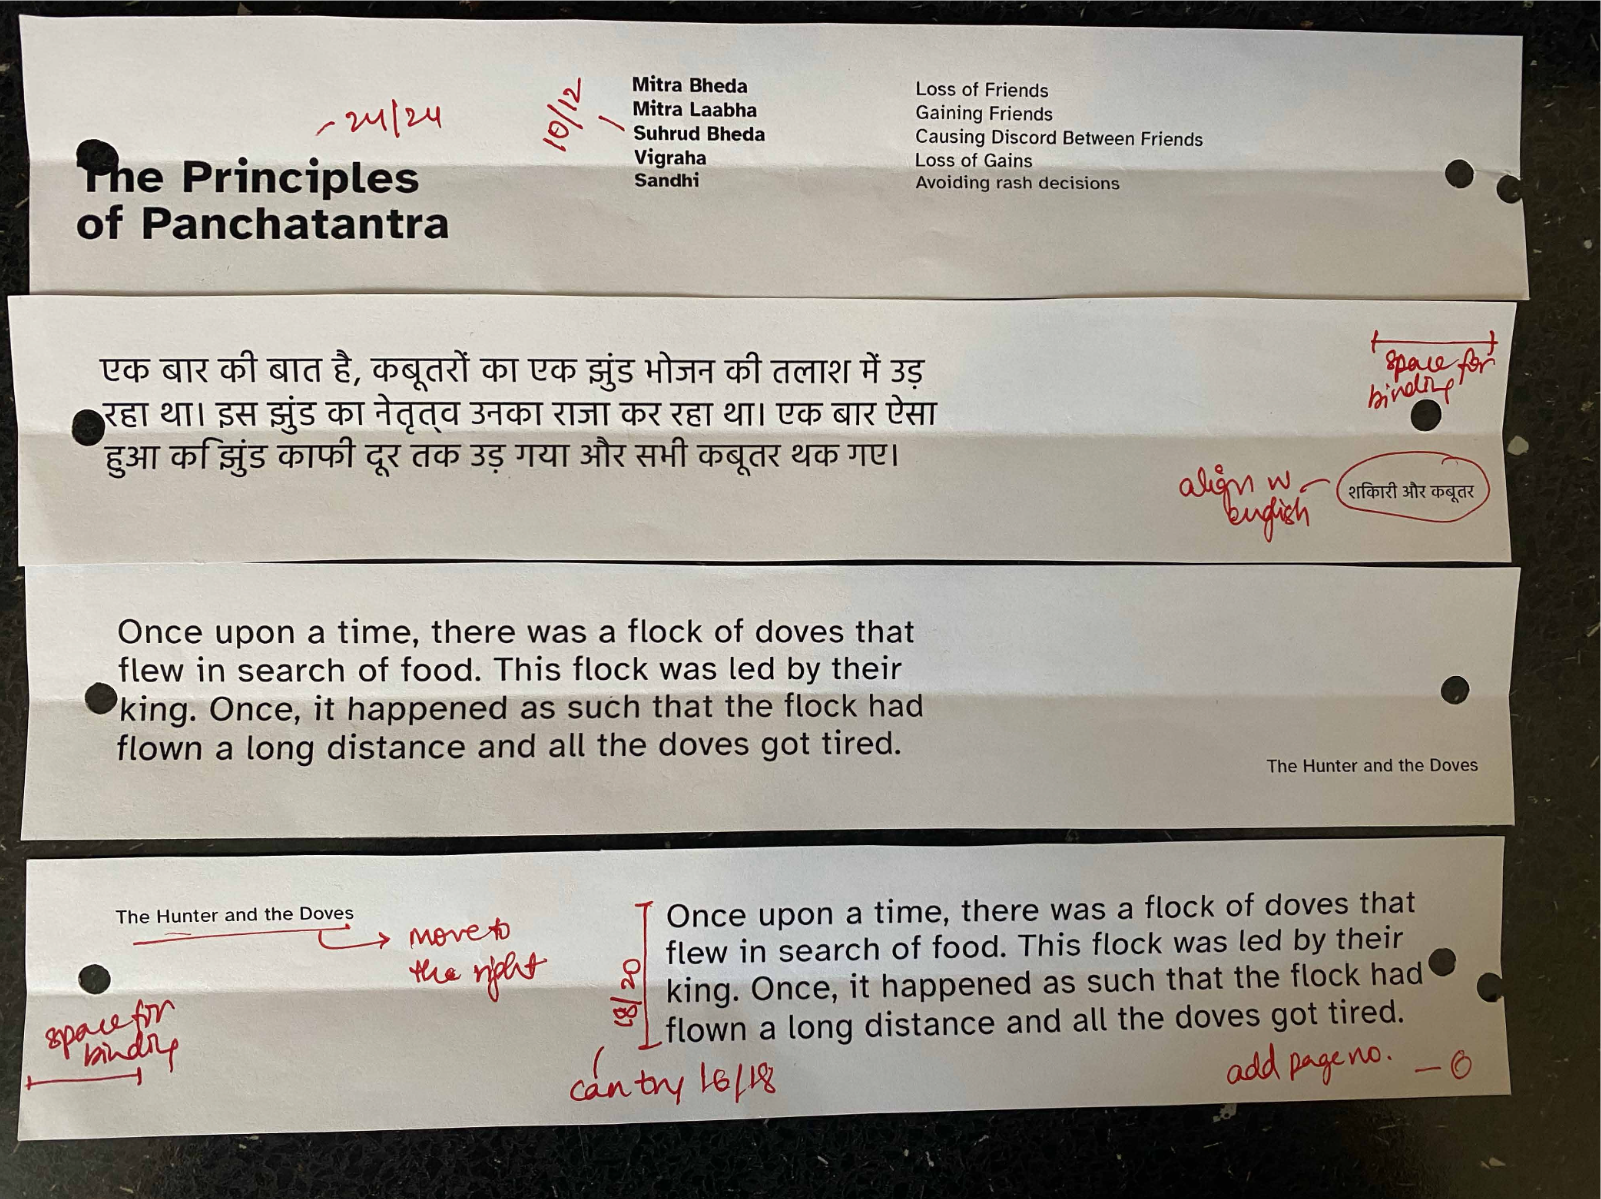 24/24
The Principles
of Panchatantra
10/12
Mitra Bheda
Mitra Laabha
Suhrud Bheda
Vigraha
Sandhi
Loss of Friends
Gaining Friends
Causing Discord Between Friends
Loss of Gains
Avoiding rash decisions
एक बार की बात है, कबूतरों का एक झुंड भोजन की तलाश में उड़
रहा था। इस झुंड का नेतृत्व उनका राजा कर रहा था। एक बार ऐसा
हुआ कि झुंड काफी दूर तक उड़ गया और सभी कबूतर थक गए।
space for
binding
align w
english
शिकारी और कबूतर
Once upon a time, there was a flock of doves that
flew in search of food. This flock was led by their
king. Once, it happened as such that the flock had
flown a long distance and all the doves got tired.
The Hunter and the Doves
The Hunter and the Doves
move to
the right
space for
binding
18/20
can try 16/18
Once upon a time, there was a flock of doves that
flew in search of food. This flock was led by their
king. Once, it happened as such that the flock had
flown a long distance and all the doves got tired.
add page no.